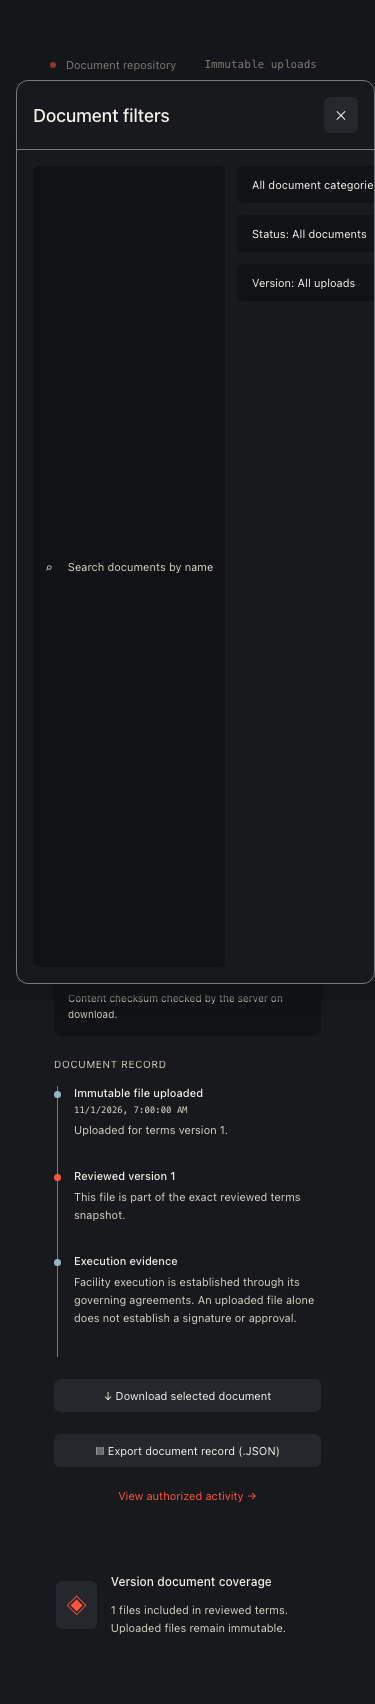 Document repository
Immutable uploads
Document filters
All document categorie
Status: All documents
Version: All uploads
Search documents by name
Content checksum checked by the server on
download.
DOCUMENT RECORD
Immutable file uploaded
11/1/2026, 7:00:00 AM
Uploaded for terms version 1.
Reviewed version 1
This file is part of the exact reviewed terms
snapshot.
Execution evidence
Facility execution is established through its
governing agreements. An uploaded file alone
does not establish a signature or approval.
↓ Download selected document
▤ Export document record (.JSON)
View authorized activity →
Version document coverage
1 files included in reviewed terms.
Uploaded files remain immutable.